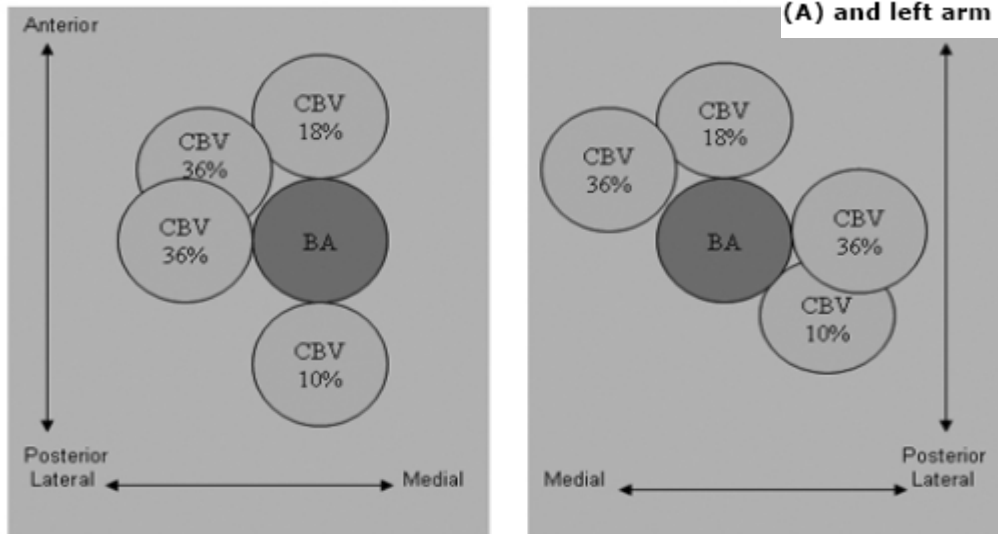 (A) and left arm
Anterior
CBV
18%
CBV
36%
CBV
36%
BA
CBV
10%
Posterior
Lateral
Medial
CBV
18%
CBV
36%
BA
CBV
36%
CBV
10%
Posterior
Medial
Lateral